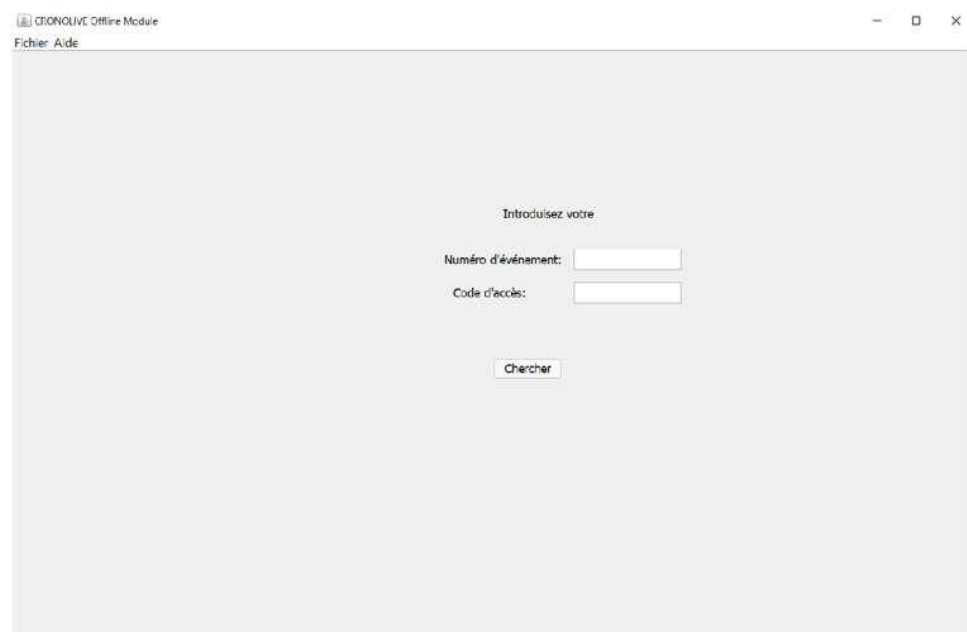 CRONOLIVE Offline Module
Fichier Aide
Introduisez votre
Numéro d'événement:
Code d'accès:
Chercher